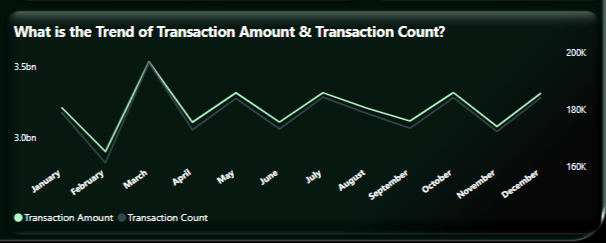 What is the Trend of Transaction Amount & Transaction Count?
3.5bn
3.0bn
200K
180K
160K
January
February
March
April
May
June
July
August
September
October
November
December
Transaction Amount
Transaction Count